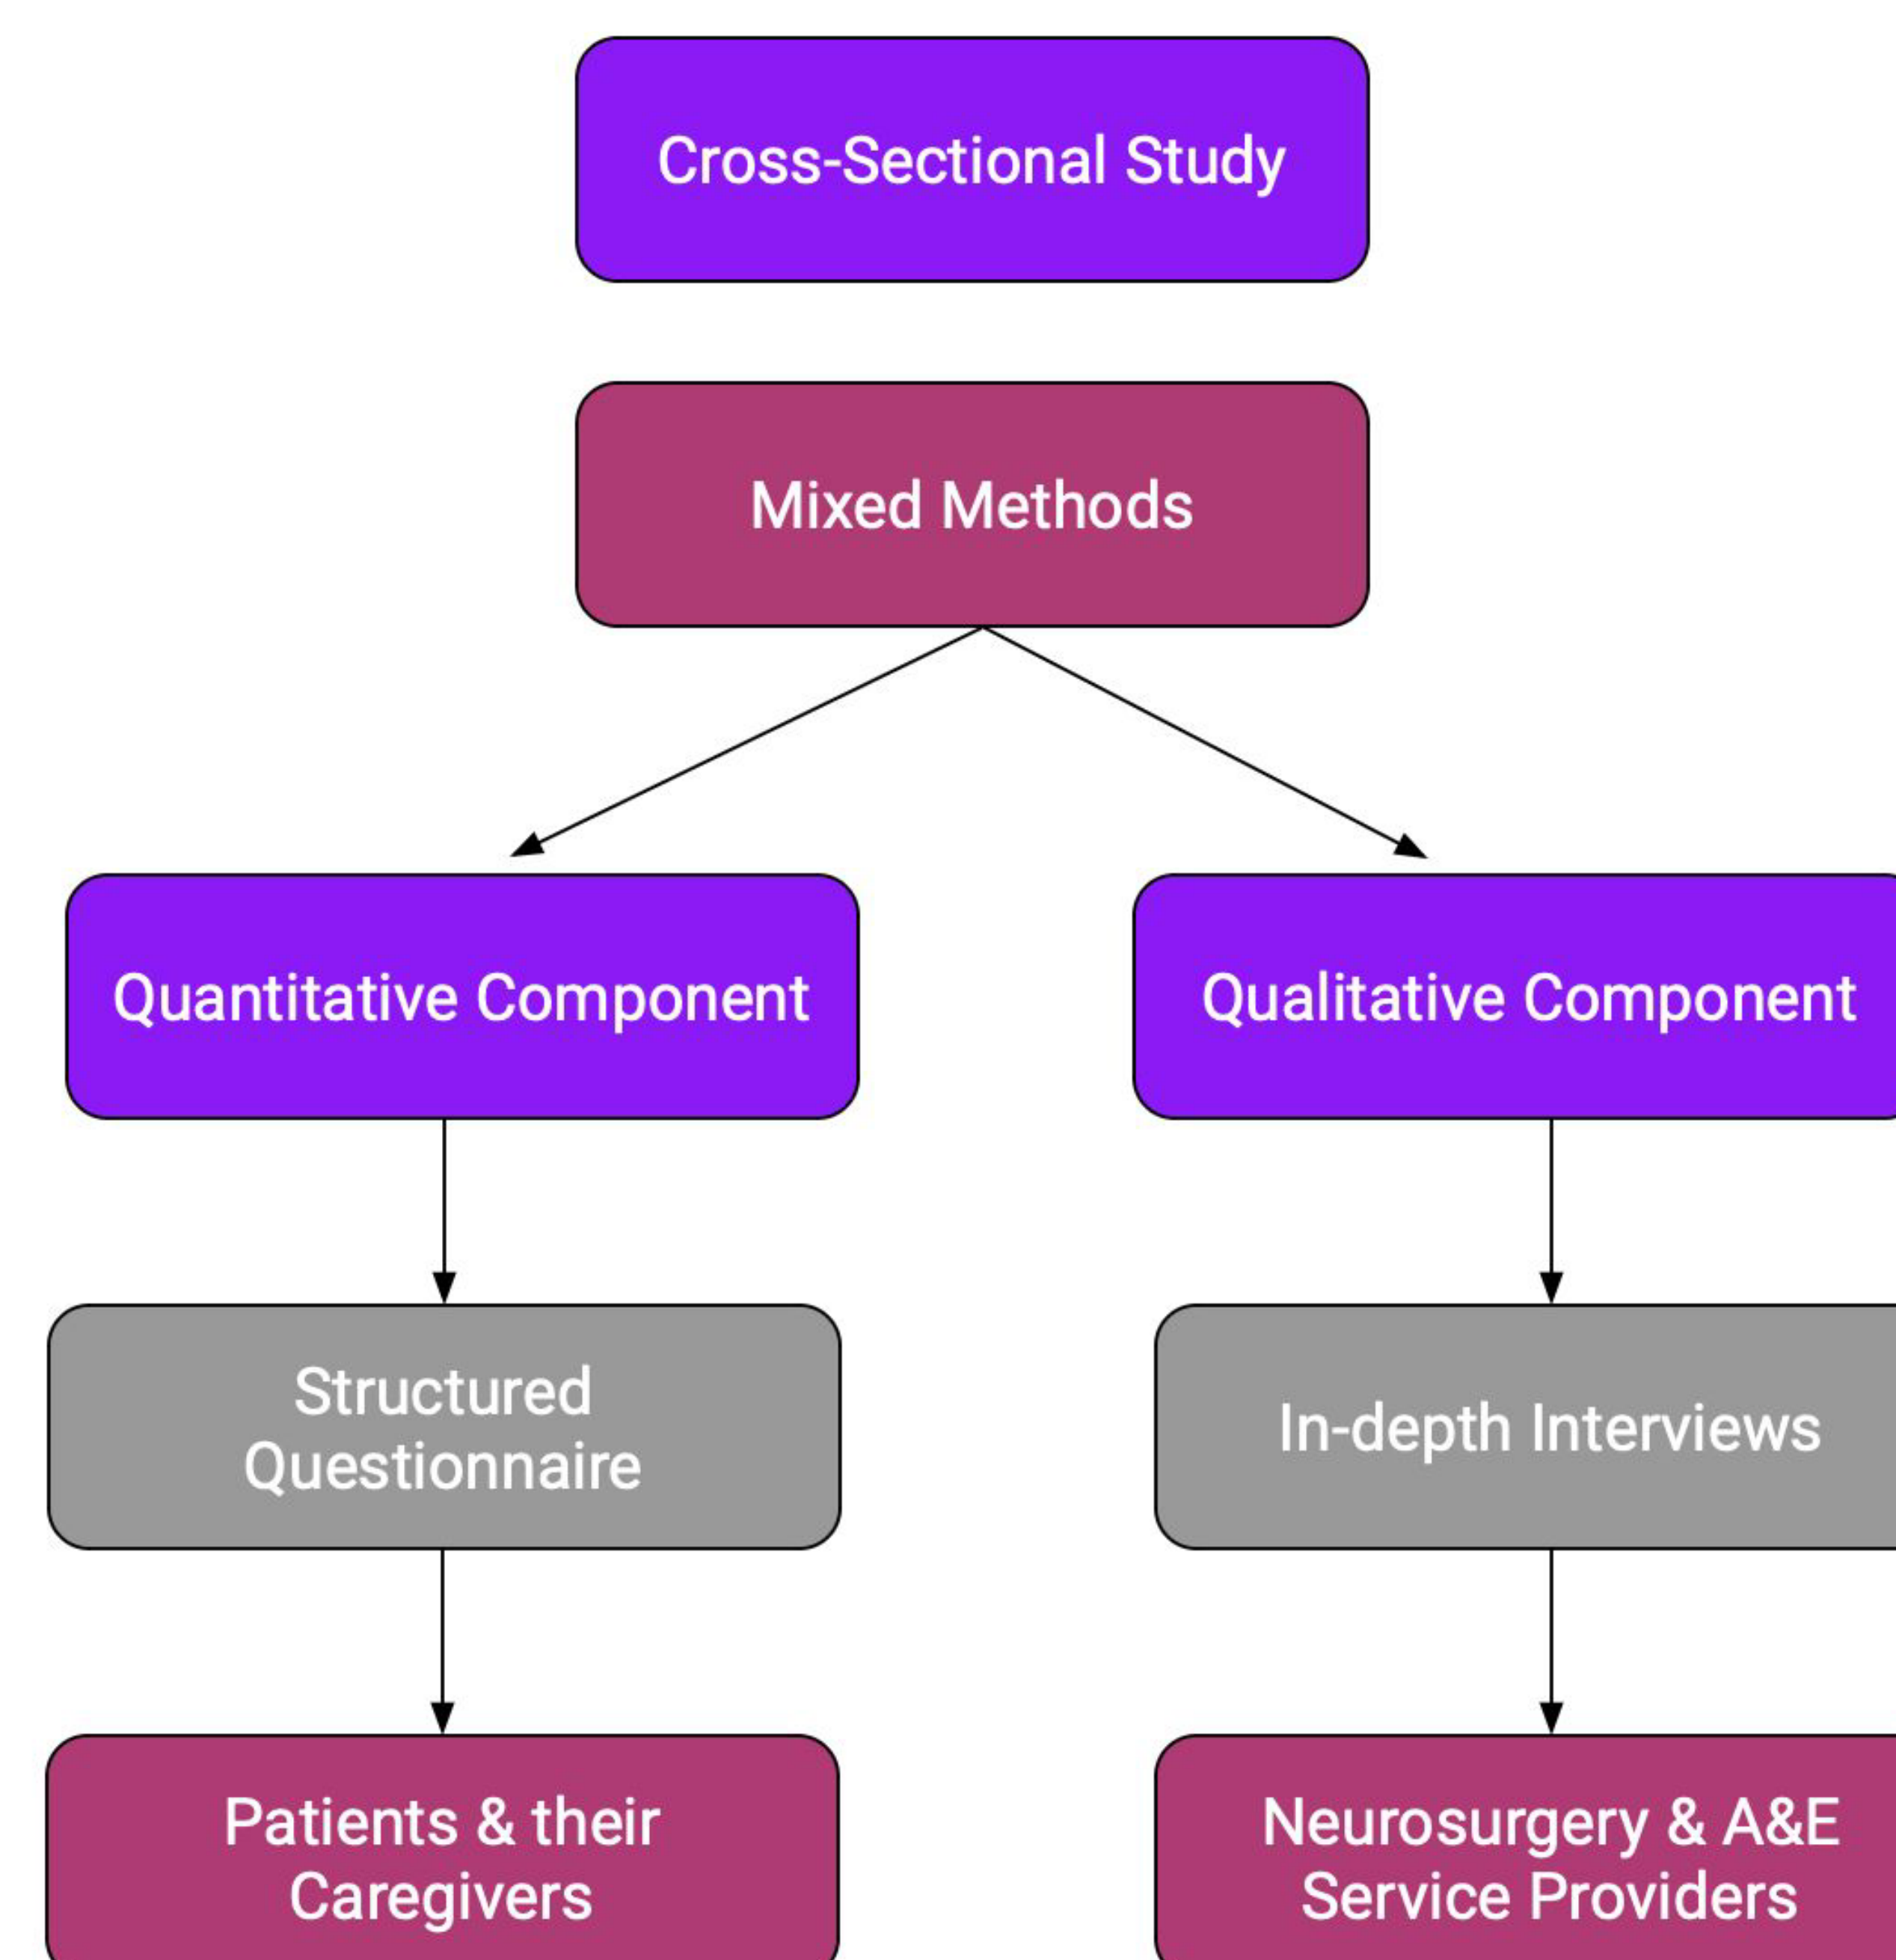 Cross-Sectional Study
Mixed Methods
Quantitative Component
Qualitative Component
Structured
Questionnaire
In-depth Interviews
Patients & their
Caregivers
Neurosurgery & A&E
Service Providers